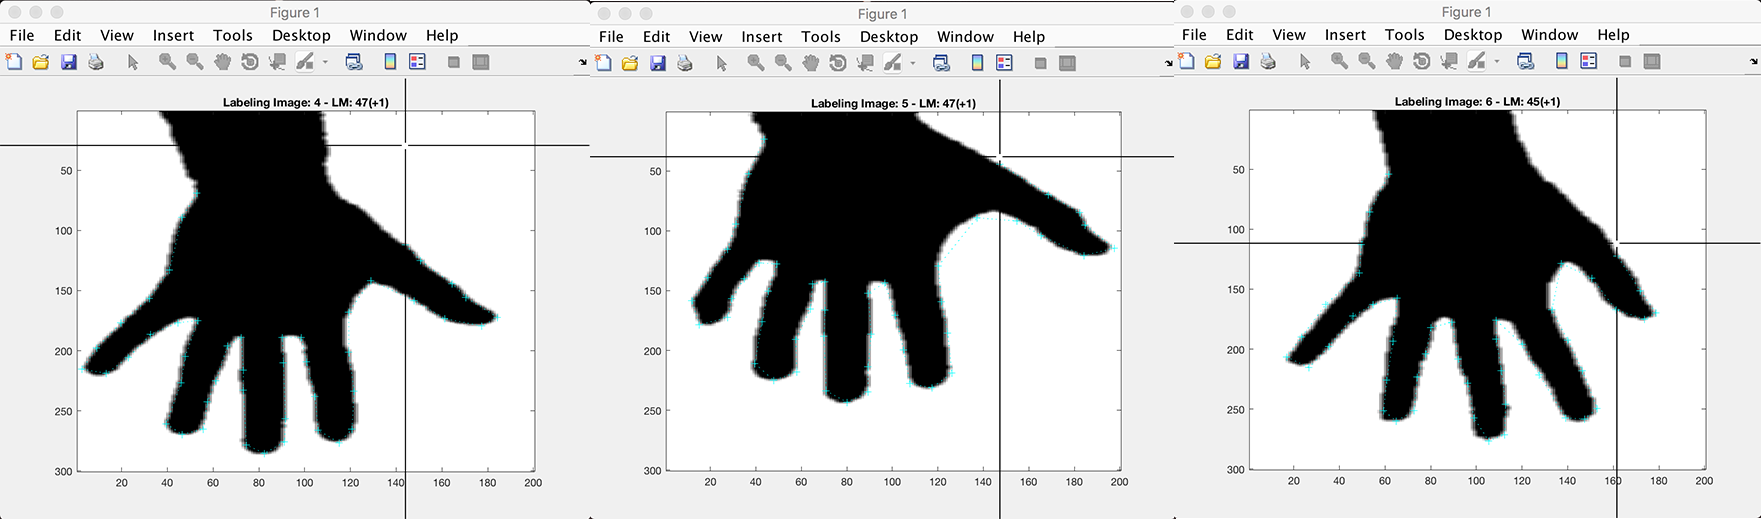 Figure 1
File Edit View Insert Tools Desktop Window Help
Labeling Image: 4 - LM: 47(+1)
50
100
150
200
250
300
20 40 60 80 100 120 140 160 180 200
Figure 1
File Edit View Insert Tools Desktop Window Help
Labeling Image: 5 - LM: 47(+1)
50
100
150
200
250
300
20 40 60 80 100 120 140 160 180 200
Figure 1
File Edit View Insert Tools Desktop Window Help
Labeling Image: 6 - LM: 45(+1)
50
100
150
200
250
300
20 40 60 80 100 120 140 160 180 200